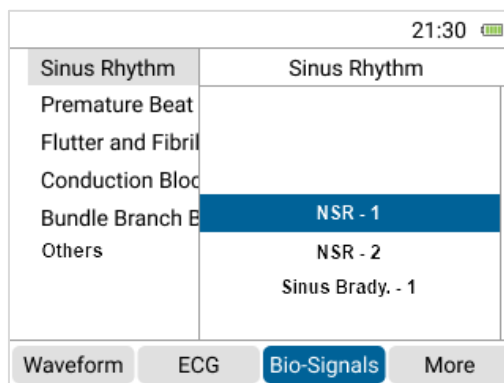 21:30
Sinus Rhythm
Premature Beat
Flutter and Fibril
Conduction Bloc
Bundle Branch B
Others
Sinus Rhythm
NSR - 1
NSR - 2
Sinus Brady. - 1
Waveform ECG Bio-Signals More